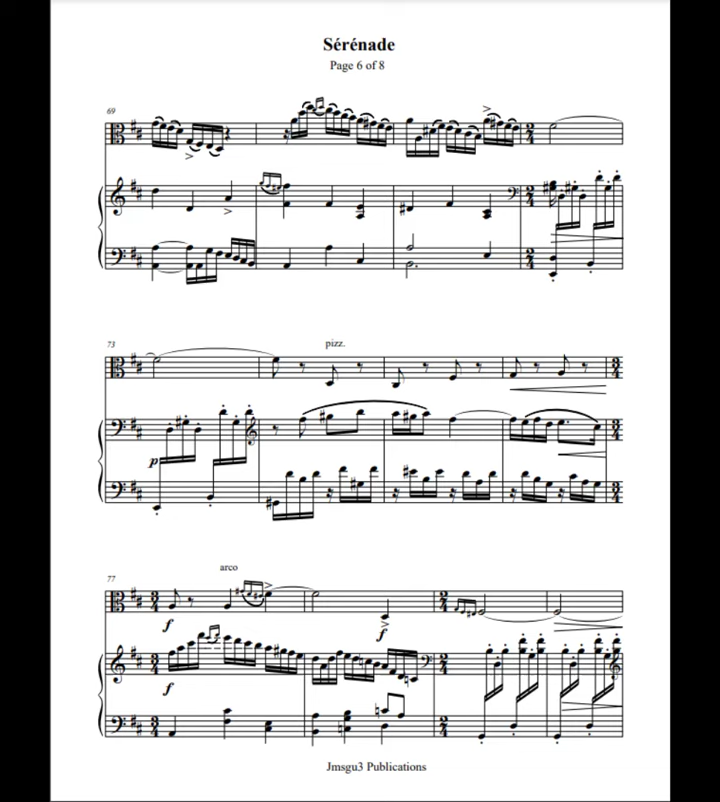 Sérénade
Page 6 of 8
69
73
pizz.
p
77
arco
f
f
f
Jmsgu3 Publications